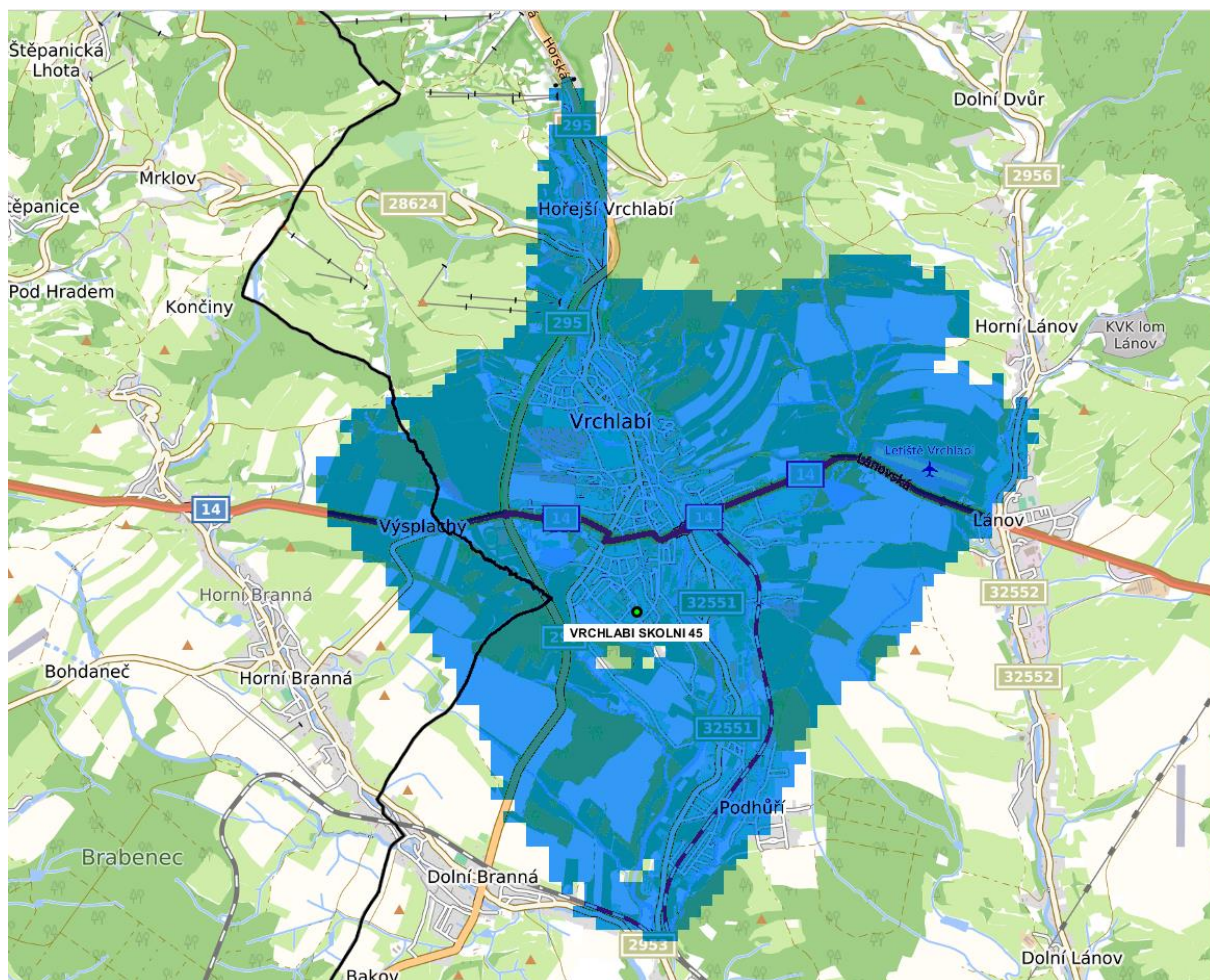 Štěpanická
Lhota
Horská
295
Dolní Dvůr
Mrklov
2956
těpanice
28624
Hořejší Vrchlabí
Pod Hradem
Končiny
295
Horní Lánov
KVK lom
Lánov
Vrchlabí
Letiště Vrchlabí
Lánovská
14
14
14
14
Výsplachy
Lánov
Horní Branná
32552
32551
VRCHLABI SKOLNI 45
Bohdaneč
Horní Branná
32552
32551
Podhůří
Brabenec
Dolní Branná
2953
Dolní Lánov
Bakov